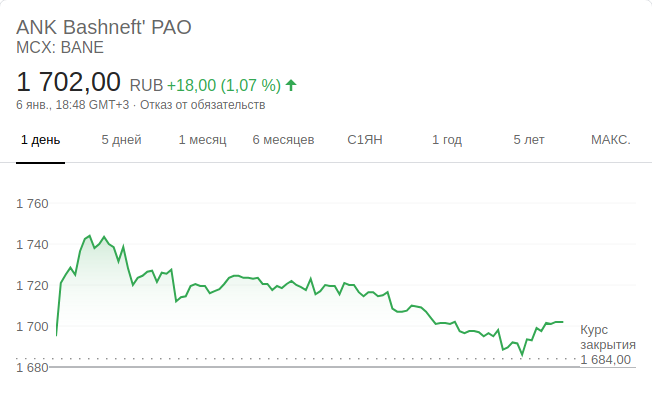 ANK Bashneft' PAO
MCX: BANE
1 702,00 RUB +18,00 (1,07 %)
6 янв., 18:48 GMT+3 · Отказ от обязательств
1 день 5 дней 1 месяц 6 месяцев С1ЯН 1 год 5 лет МАКС.
1 760
1 740
1 720
1 700
Курс
закрытия
1 684,00
1 680